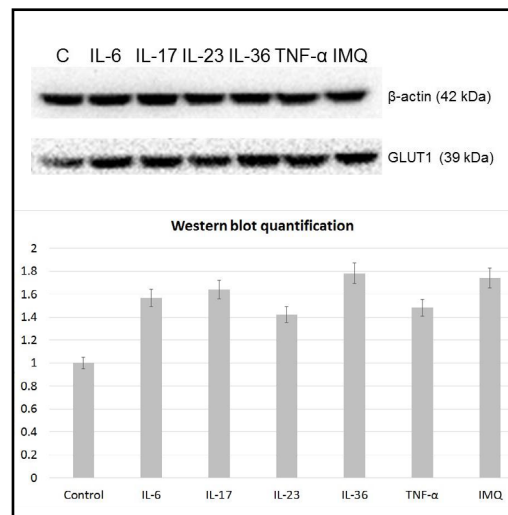 C IL-6 IL-17 IL-23 IL-36 TNF-α IMQ
β-actin (42 kDa)
GLUT1 (39 kDa)
Western blot quantification
2
1.8
1.6
1.4
1.2
1
0.8
0.6
0.4
0.2
0
Control IL-6 IL-17 IL-23 IL-36 TNF-α IMQ